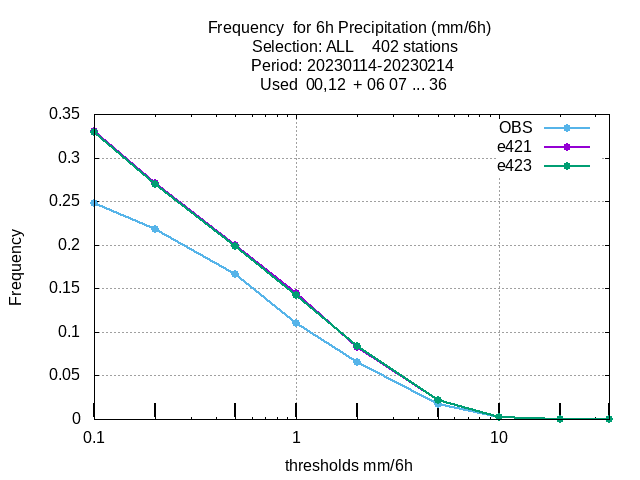 Frequency  for 6h Precipitation (mm/6h)
Selection: ALL    402 stations
Period: 20230114-20230214
Used  00,12  + 06 07 ... 36
0.35
0.3
0.25
0.2
0.15
0.1
0.05
0
Frequency
OBS
e421
e423
0.1
1
10
thresholds mm/6h